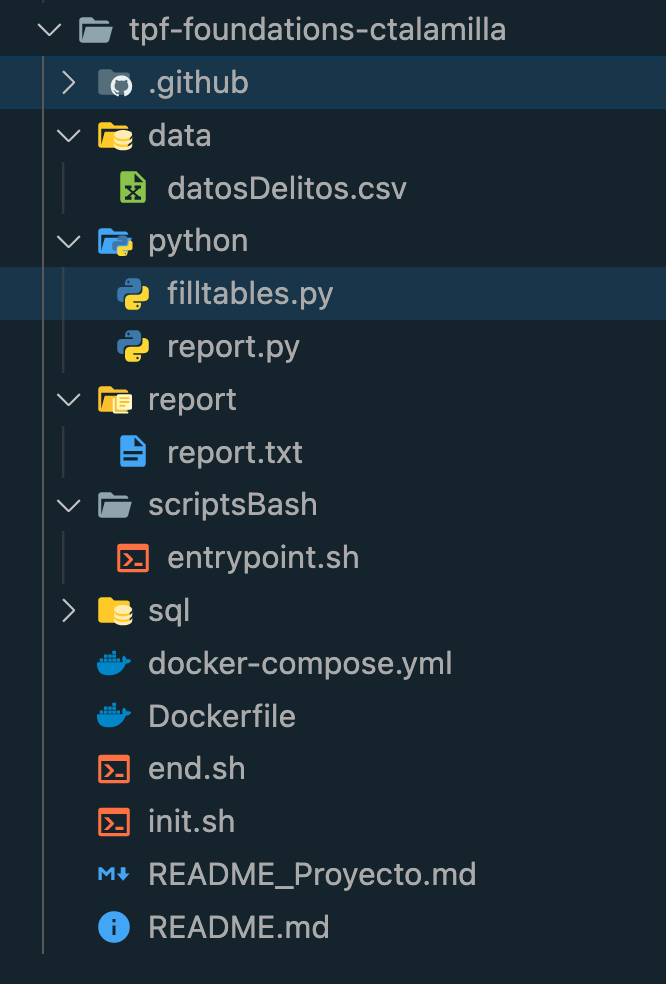 tpf-foundations-ctalamilla
.github
data
datosDelitos.csv
python
filltables.py
report.py
report
report.txt
scriptsBash
entrypoint.sh
sql
docker-compose.yml
Dockerfile
end.sh
init.sh
README_Proyecto.md
README.md